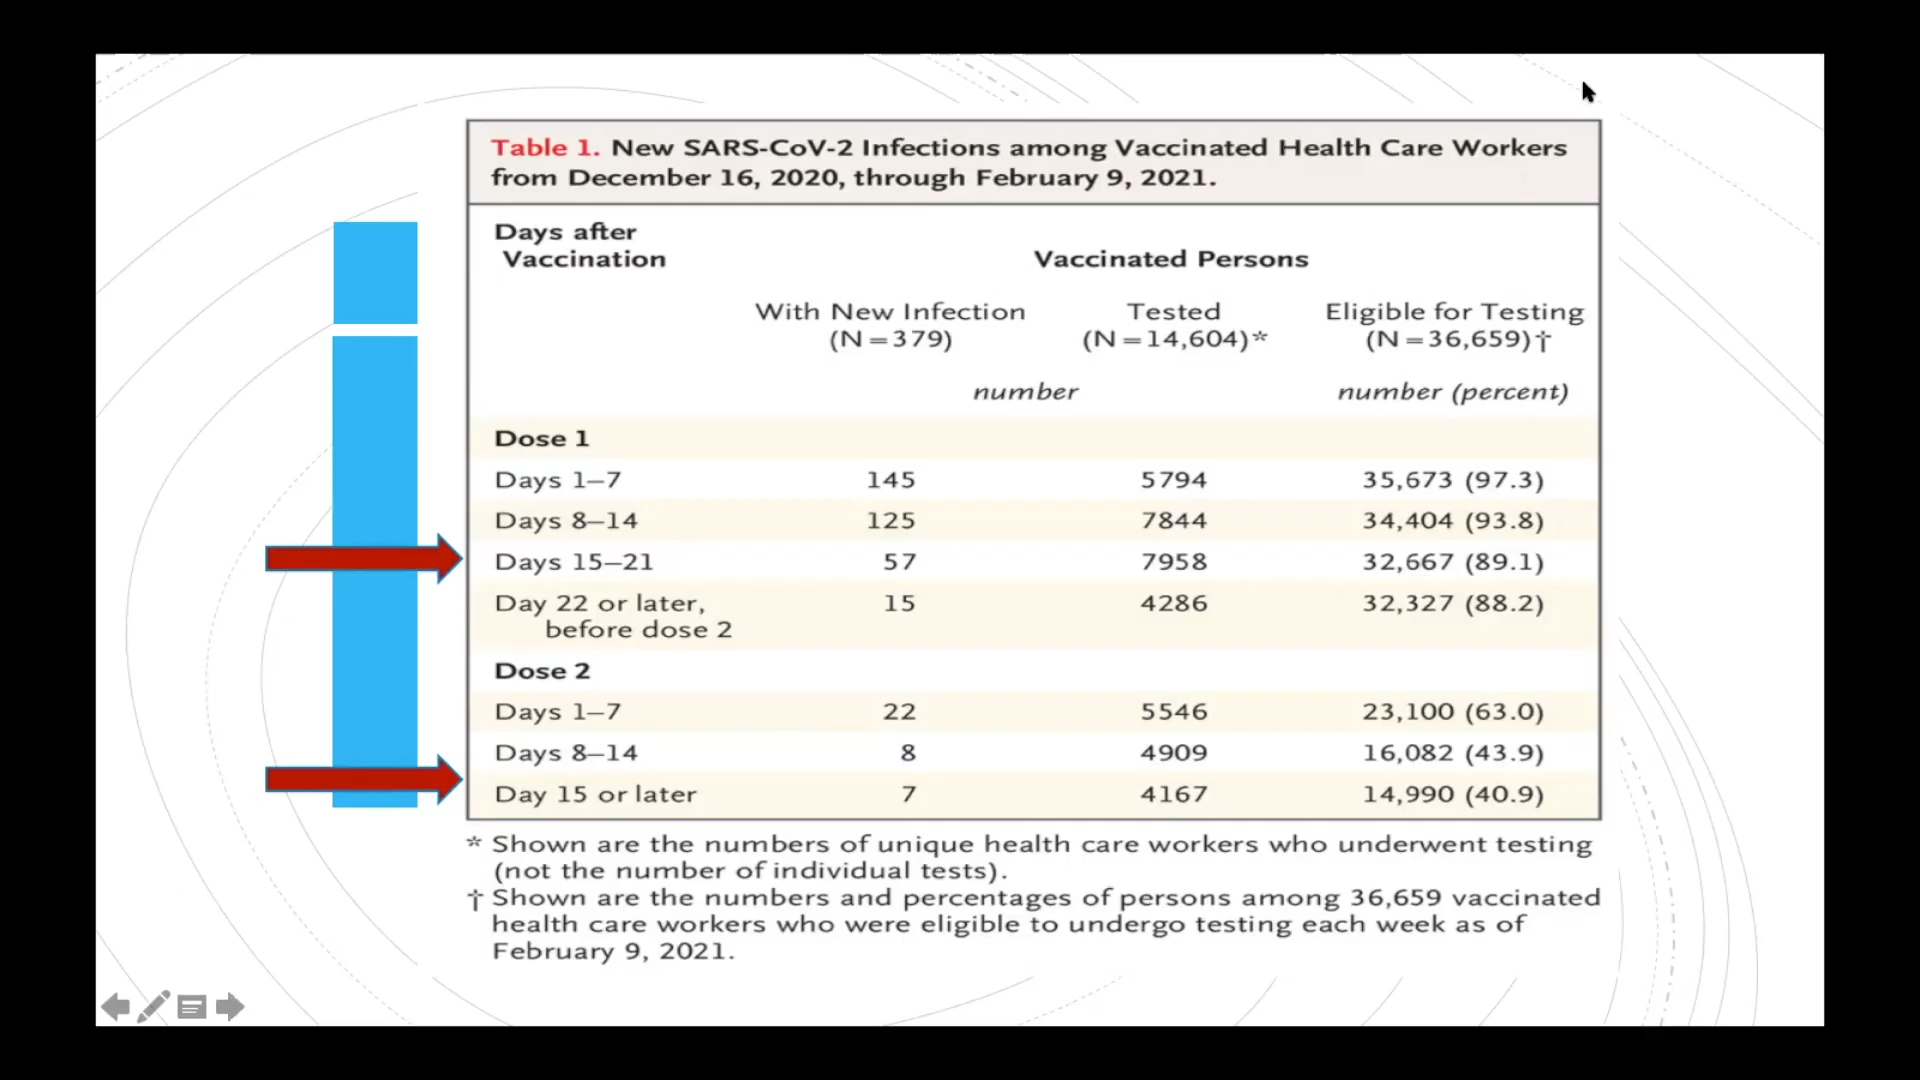 Table 1. New SARS-CoV-2 Infections among Vaccinated Health Care Workers
from December 16, 2020, through February 9, 2021.
Days after
Vaccination
Vaccinated Persons
With New Infection
(N=379)
Tested
(N=14,604)*
Eligible for Testing
(N=36,659)†
number
number (percent)
Dose 1
Days 1–7 145 5794 35,673 (97.3)
Days 8–14 125 7844 34,404 (93.8)
Days 15–21 57 7958 32,667 (89.1)
Day 22 or later, 15 4286 32,327 (88.2)
before dose 2
Dose 2
Days 1–7 22 5546 23,100 (63.0)
Days 8–14 8 4909 16,082 (43.9)
Day 15 or later 7 4167 14,990 (40.9)
* Shown are the numbers of unique health care workers who underwent testing
(not the number of individual tests).
† Shown are the numbers and percentages of persons among 36,659 vaccinated
health care workers who were eligible to undergo testing each week as of
February 9, 2021.